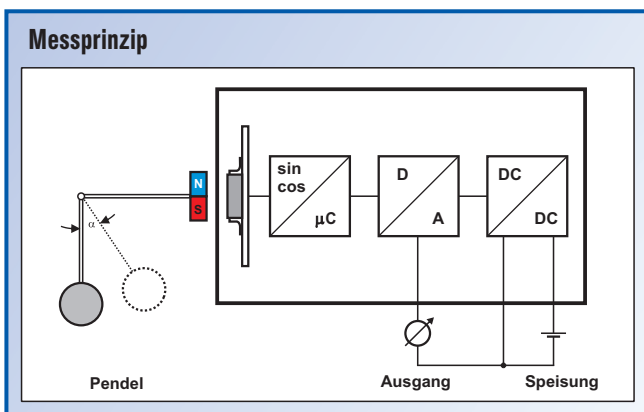 Messprinzip
N
S
α
sin
cos
µC
D
A
DC
DC
Pendel
Ausgang
Speisung